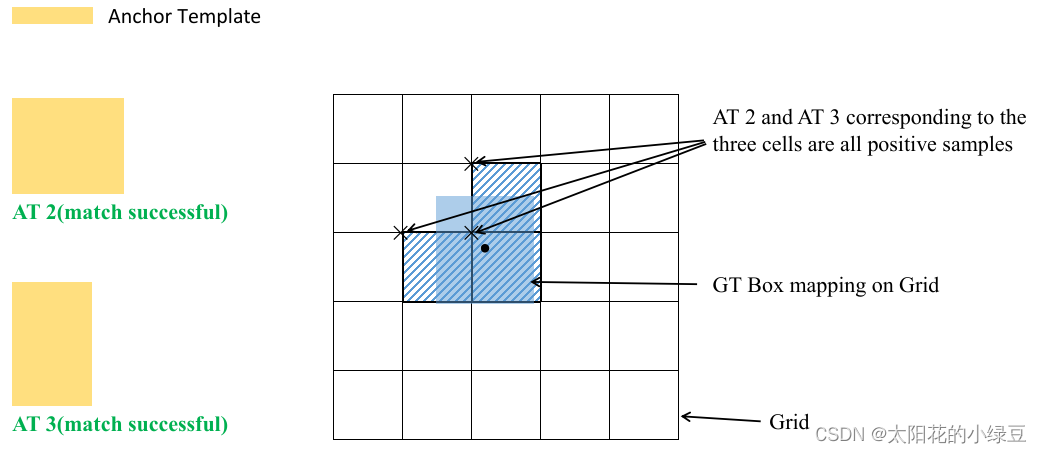 Anchor Template
AT 2(match successful)
AT 3(match successful)
AT 2 and AT 3 corresponding to the
three cells are all positive samples
GT Box mapping on Grid
Grid
CSDN @太阳花的小绿豆